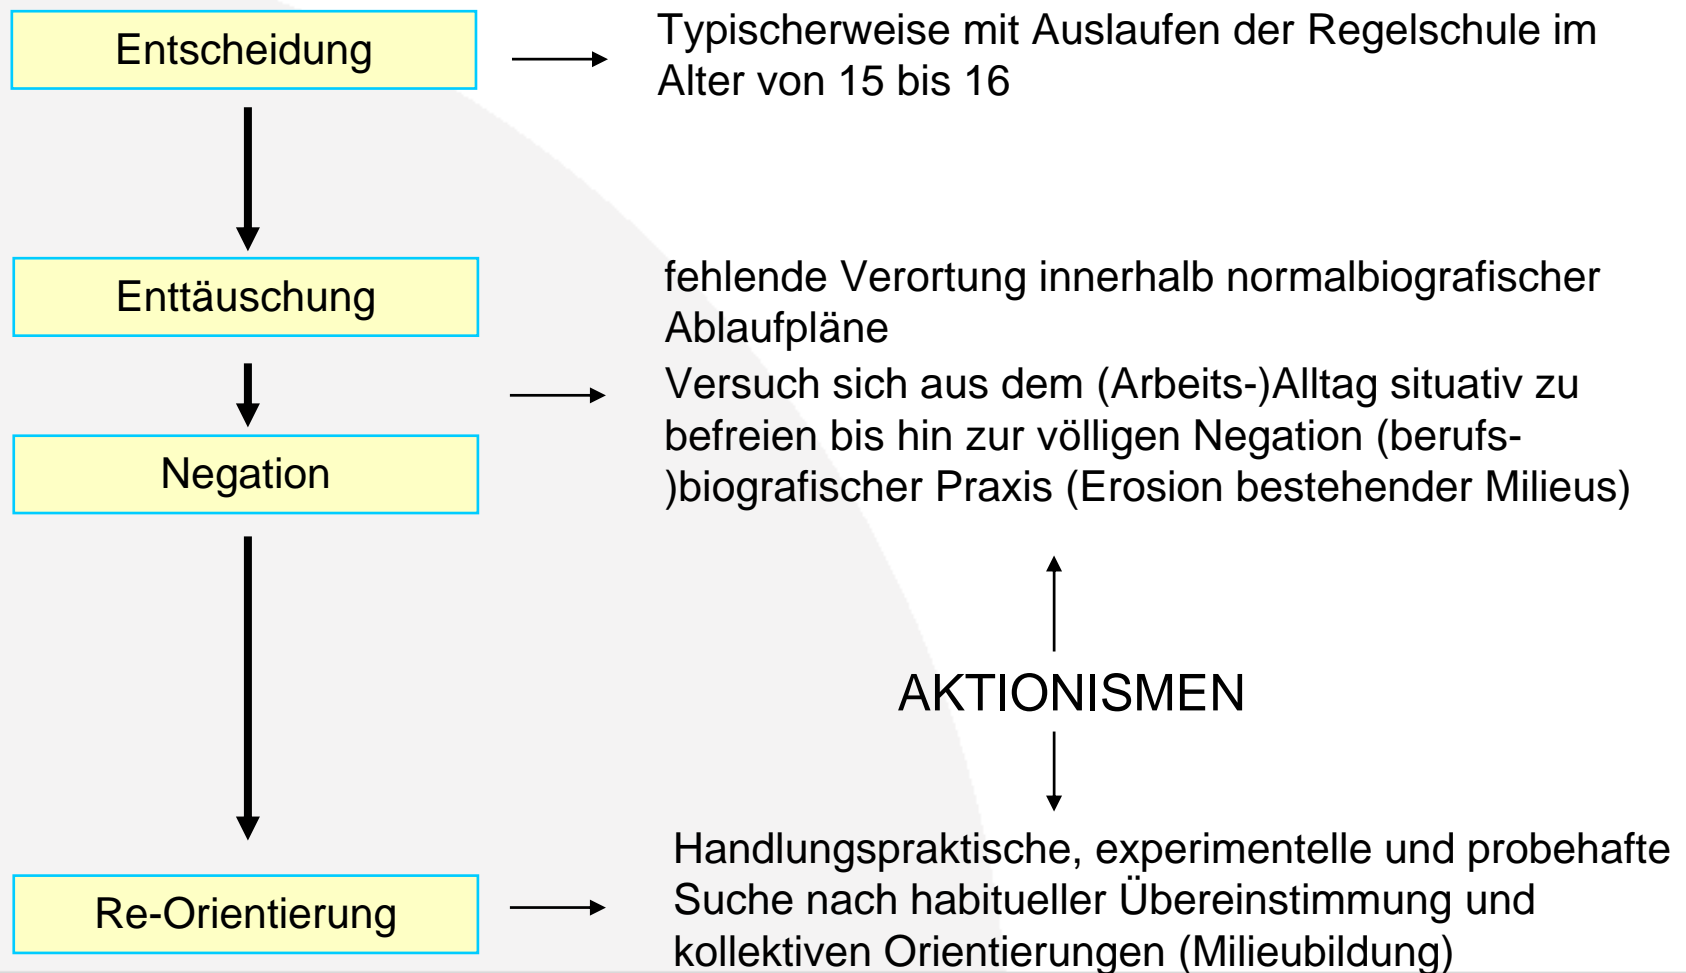 Entscheidung
Typischerweise mit Auslaufen der Regelschule im
Alter von 15 bis 16
Enttäuschung
fehlende Verortung innerhalb normalbiografischer
Ablaufpläne
Versuch sich aus dem (Arbeits-)Alltag situativ zu
befreien bis hin zur völligen Negation (berufs-
)biografischer Praxis (Erosion bestehender Milieus)
Negation
AKTIONISMEN
Re-Orientierung
Handlungspraktische, experimentelle und probehafte
Suche nach habitueller Übereinstimmung und
kollektiven Orientierungen (Milieubildung)